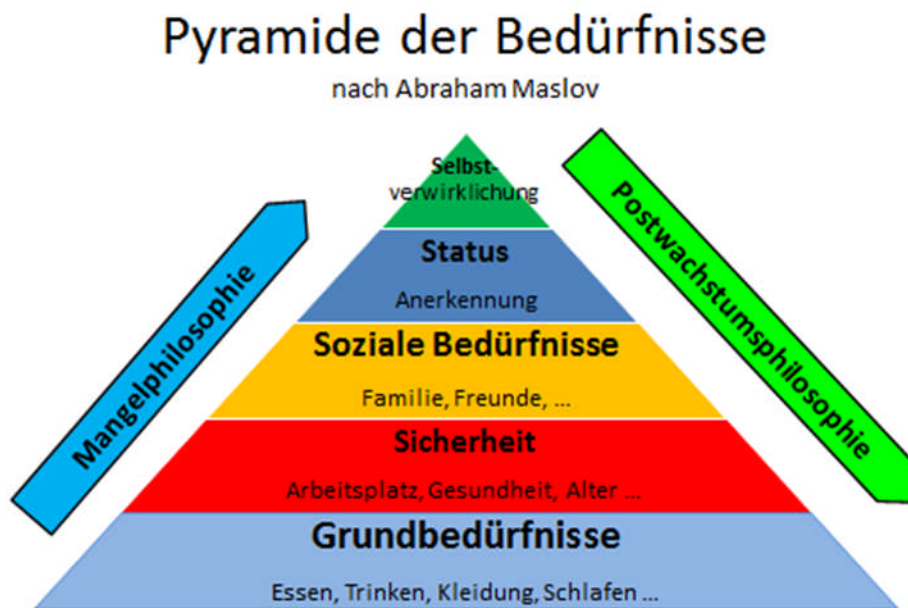 Pyramide der Bedürfnisse
nach Abraham Maslov
Selbst-
verwirklichung
Status
Anerkennung
Soziale Bedürfnisse
Familie, Freunde, ...
Sicherheit
Arbeitsplatz, Gesundheit, Alter ...
Grundbedürfnisse
Essen, Trinken, Kleidung, Schlafen ...
Mangelphilosophie
Postwachstumsphilosophie